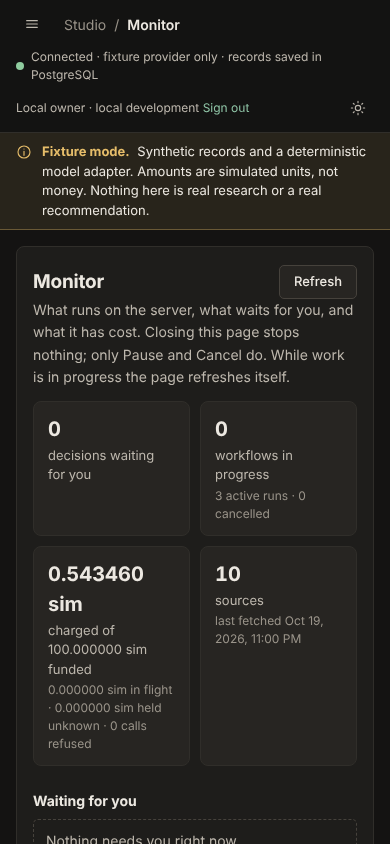 Studio / Monitor
Connected · fixture provider only · records saved in
PostgreSQL
Local owner · local development Sign out
Fixture mode. Synthetic records and a deterministic
model adapter. Amounts are simulated units, not
money. Nothing here is real research or a real
recommendation.
Monitor
Refresh
What runs on the server, what waits for you, and
what it has cost. Closing this page stops
nothing; only Pause and Cancel do. While work
is in progress the page refreshes itself.
0
decisions waiting
for you
0
workflows in
progress
3 active runs · 0
cancelled
0.543460
sim
charged of
100.000000 sim
funded
0.000000 sim in flight
· 0.000000 sim held
unknown · 0 calls
refused
10
sources
last fetched Oct 19,
2026, 11:00 PM
Waiting for you
Nothing needs you right now